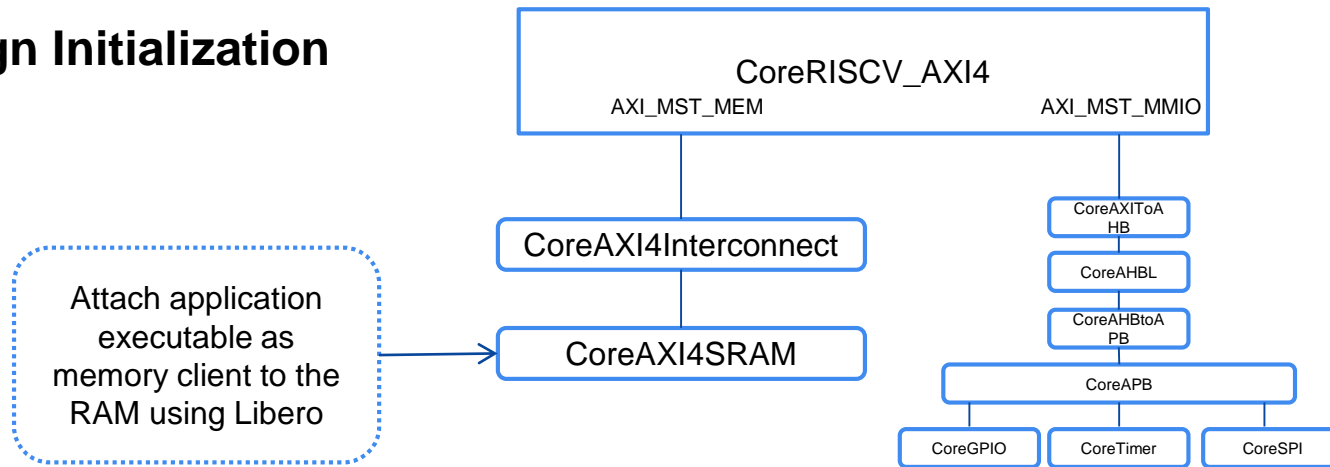 gn Initialization
CoreRISCV_AXI4
AXI_MST_MEM
AXI_MST_MMIO
CoreAXIToA
HB
CoreAXI4Interconnect
CoreAHBL
Attach application
executable as
memory client to the
RAM using Libero
CoreAHBtoA
PB
CoreAXI4SRAM
CoreAPB
CoreGPIO
CoreTimer
CoreSPI